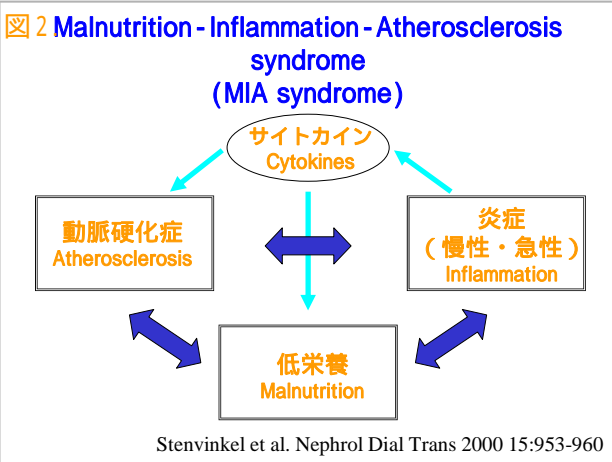 図2 Malnutrition-Inflammation-Atherosclerosis
syndrome
(MIA syndrome)
サイトカイン
Cytokines
動脈硬化症
Atherosclerosis
炎症
(慢性・急性)
Inflammation
低栄養
Malnutrition
Stenvinkel et al. Nephrol Dial Trans 2000 15:953-960